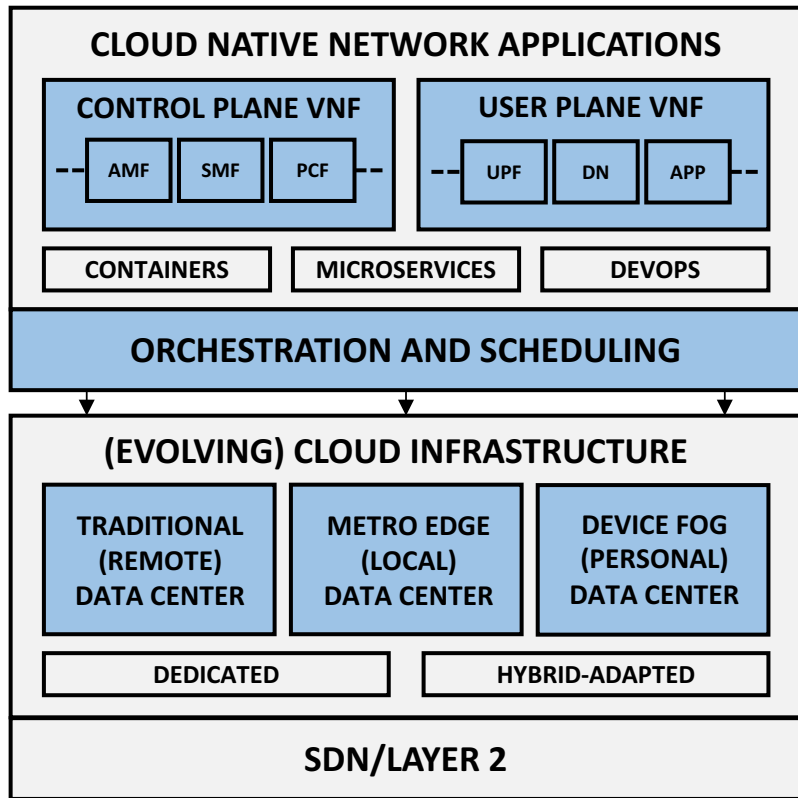 CLOUD NATIVE NETWORK APPLICATIONS
CONTROL PLANE VNF
AMF
SMF
PCF
USER PLANE VNF
UPF
DN
APP
CONTAINERS
MICROSERVICES
DEVOPS
ORCHESTRATION AND SCHEDULING
(EVOLVING) CLOUD INFRASTRUCTURE
TRADITIONAL
(REMOTE)
DATA CENTER
METRO EDGE
(LOCAL)
DATA CENTER
DEVICE FOG
(PERSONAL)
DATA CENTER
DEDICATED
HYBRID-ADAPTED
SDN/LAYER 2